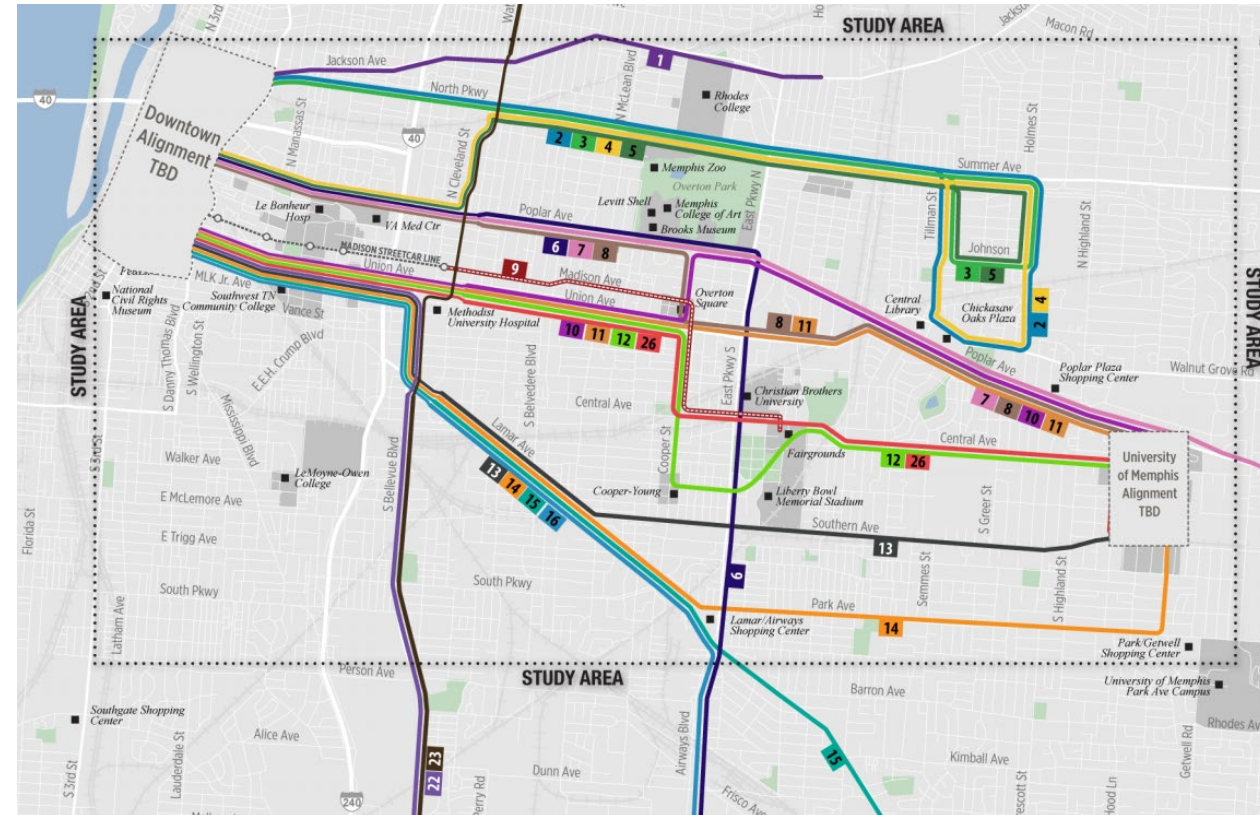 STUDY AREA
Macon Rd
Jackson Ave
1
N McLean Blvd
Rhodes
College
40
North Pkwy
Downtown
Alignment
TBD
N Manassas St
40
N Cleveland St
2 3 4 5
Memphis Zoo
Overton Park
Levitt Shell
Memphis
College of Art
Brooks Museum
East Pkwy N
Summer Ave
Holmes St
Tillman St
N Highland St
Johnson
3 5
Le Bonheur
Hosp
VA Med Ctr
Poplar Ave
6 7 8
MADISON STREETCAR LINE
9
Madison Ave
Union Ave
Union Ave
Overton
Square
MLK Jr. Ave
Southwest TN
Community College
Vance St
National
Civil Rights
Museum
STUDY AREA
Methodist
University Hospital
10 11 12 26
8 11
Central
Library
Chickasaw
Oaks Plaza
4
2
Poplar Ave
Walnut Grove Rd
Poplar Plaza
Shopping Center
STUDY AREA
S Danny Thomas Blvd
S Wellington St
E.E.H. Crump Blvd
Mississippi Blvd
S Belvedere Blvd
East Pkwy S
Christian Brothers
University
7 8 10 11
Central Ave
Lamar Ave
Cooper St
Fairgrounds
Central Ave
12 26
University
of Memphis
Alignment
TBD
S 3rd St
Walker Ave
LeMoyne-Owen
College
E McLemore Ave
S Bellevue Blvd
13 14 15 16
Cooper-Young
Liberty Bowl
Memorial Stadium
Southern Ave
13
S Greer St
Florida St
E Trigg Ave
South Pkwy
South Pkwy
Latham Ave
6
Semmes St
S Highland St
Park Ave
14
Lamar/Airways
Shopping Center
Park/Getwell
Shopping Center
STUDY AREA
Person Ave
University of Memphis
Park Ave Campus
Barron Ave
Southgate Shopping
Center
Alice Ave
Rhodes Av
S 3rd St
Lauderdale St
22 23
Dunn Ave
Airways Blvd
15
Kimball Ave
Getwell Rd
240
Perry Rd
Frisco Ave